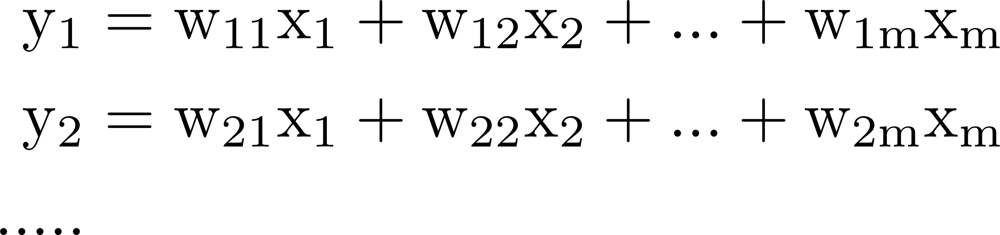 y₁ = w₁₁x₁ + w₁₂x₂ + ... + w₁ₘxₘ
y₂ = w₂₁x₁ + w₂₂x₂ + ... + w₂ₘxₘ
.....